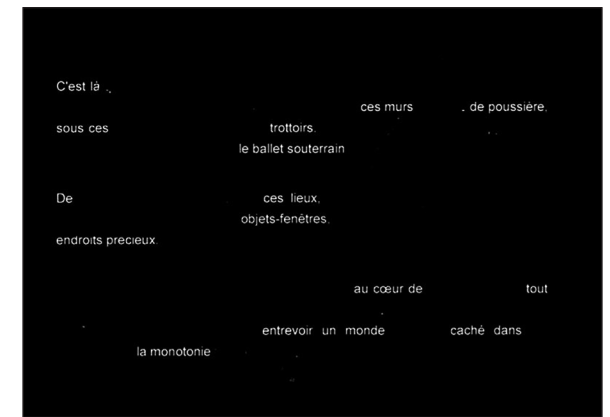 C'est là
ces murs de poussière,
sous ces trottoirs.
le ballet souterrain
De ces lieux,
objets-fenêtres.
endroits precieux.
au cœur de tout
entrevoir un monde caché dans
la monotonie